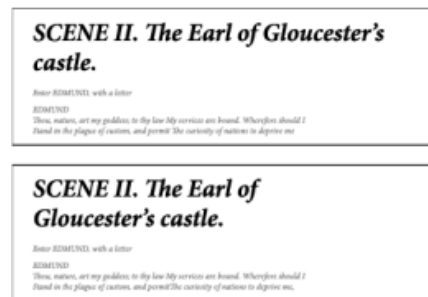 SCENE II. The Earl of Gloucester's
castle.
Enter EDMUND, with a letter
EDMUND
Thou, nature, art my goddess; to thy law My services are bound. Wherefore should I
Stand in the plague of custom, and permit The curiosity of nations to deprive me
SCENE II. The Earl of
Gloucester's castle.
Enter EDMUND, with a letter
EDMUND
Thou, nature, art my goddess; to thy law My services are bound. Wherefore should I
Stand in the plague of custom, and permitThe curiosity of nations to deprive me,